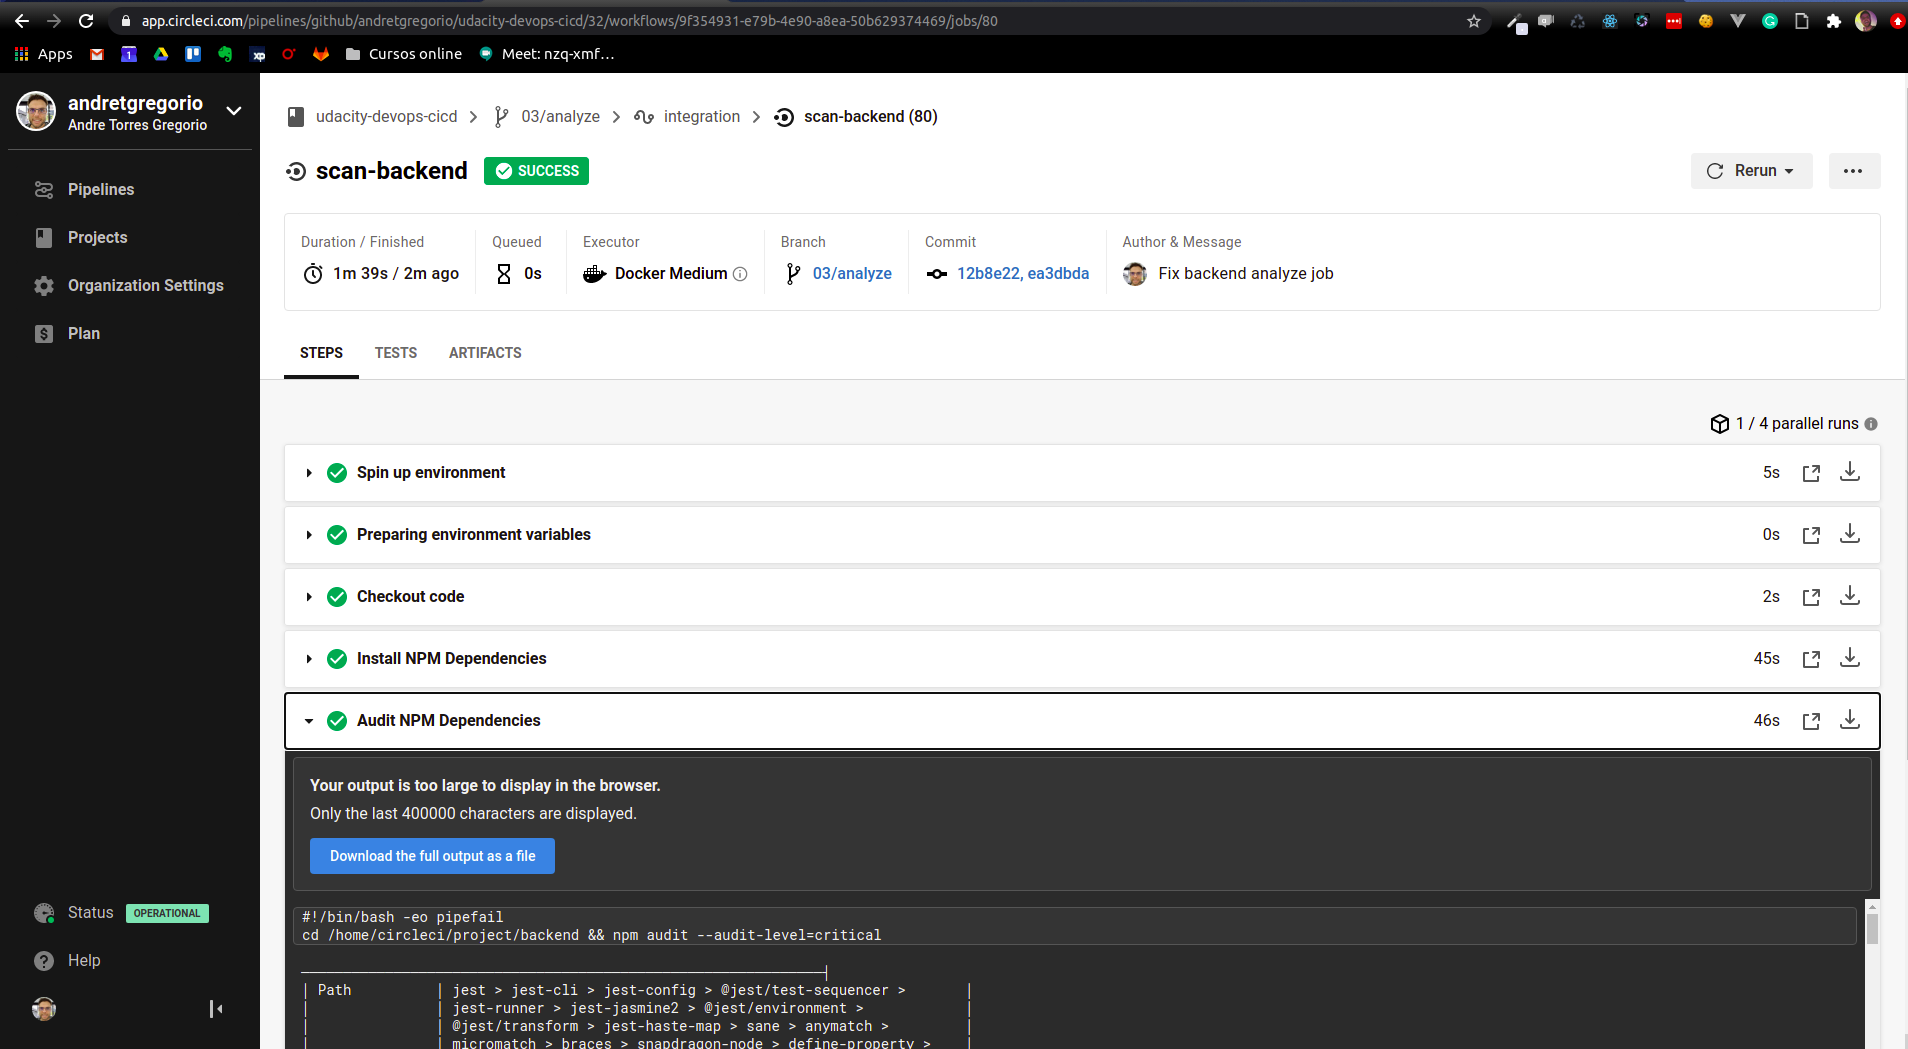 app.circleci.com/pipelines/github/andretgregorio/udacity-devops-cicd/32/workflows/9f354931-e79b-4e90-a8ea-50b629374469/jobs/80
Apps
1
xp
Cursos online
Meet: nzq-xmf...
andretgregorio
Andre Torres Gregorio
Pipelines
Projects
Organization Settings
Plan
Status OPERATIONAL
Help
udacity-devops-cicd
03/analyze
integration
scan-backend (80)
scan-backend
SUCCESS
Rerun
Duration / Finished
1m 39s / 2m ago
Queued
0s
Executor
Docker Medium
Branch
03/analyze
Commit
12b8e22, ea3dbda
Author & Message
Fix backend analyze job
STEPS TESTS ARTIFACTS
1 / 4 parallel runs
Spin up environment 5s
Preparing environment variables 0s
Checkout code 2s
Install NPM Dependencies 45s
Audit NPM Dependencies 46s
Your output is too large to display in the browser.
Only the last 400000 characters are displayed.
Download the full output as a file
#!/bin/bash -eo pipefail
cd /home/circleci/project/backend && npm audit --audit-level=critical
Path | jest > jest-cli > jest-config > @jest/test-sequencer >
jest-runner > jest-jasmine2 > @jest/environment >
@jest/transform > jest-haste-map > sane > anymatch >
micromatch > braces > snapdragon-node > define-property >